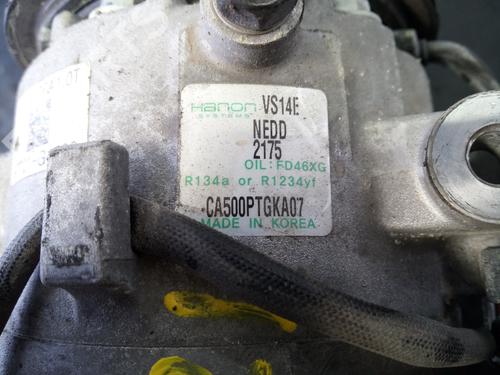 Hanon VS14E
SYSTEMS
NEDD
2175
OIL: FD46XG
R134a or R1234yf
CA500PTGKA07
MADE IN KOREA